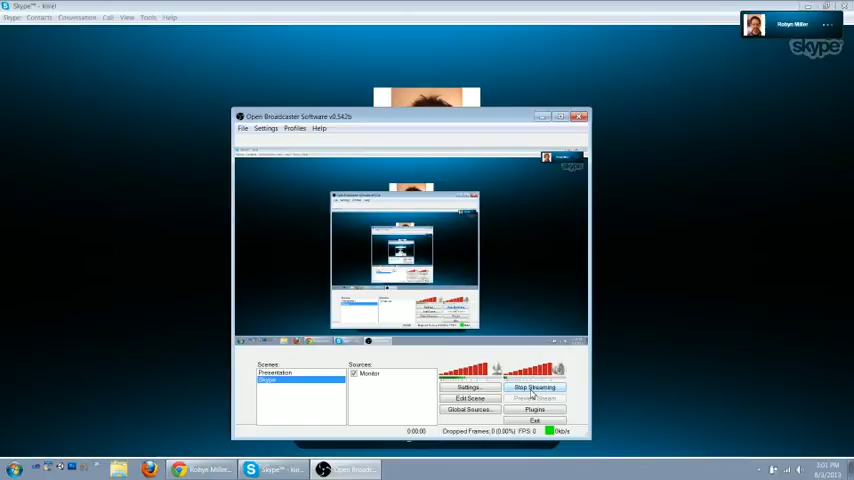 Skype™ - kiirel
Skype Contacts Conversation Call View Tools Help
Robyn Miller
skype
Open Broadcaster Software v0.542b
File Settings Profiles Help
Scenes:
Presentation
Skype
Sources:
Monitor
Settings...
Stop Streaming
Edit Scene
Preview Stream
Global Sources...
Plugins
Exit
0:00:00
Dropped Frames: 0 (0.00%) FPS: 0
0kb/s
Robyn Miller...
Skype™ - kiir...
Open Broadc...
3:01 PM
8/3/2013